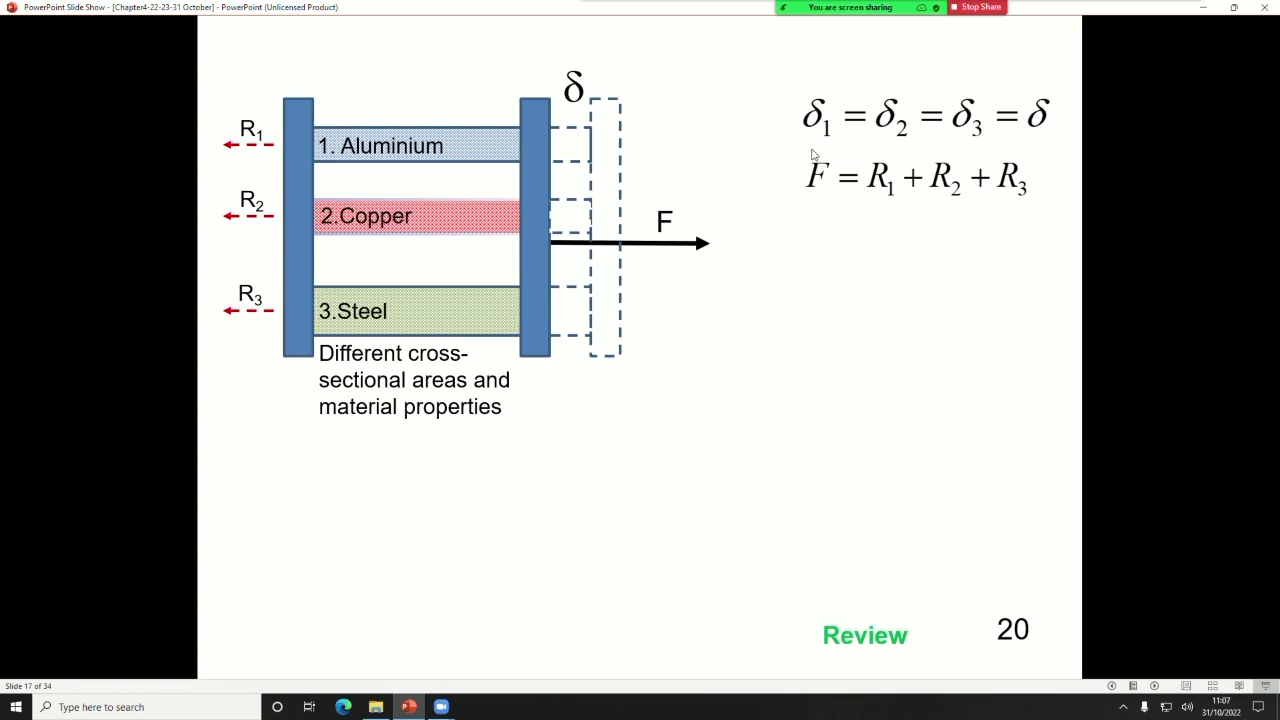 PowerPoint Slide Show - [Chapter4-22-23-31 October] - PowerPoint (Unlicensed Product)
You are screen sharing
Stop Share
δ
δ1 = δ2 = δ3 = δ
F = R1 + R2 + R3
R1
1. Aluminium
R2
2.Copper
F
R3
3.Steel
Different cross-
sectional areas and
material properties
Review
20
Slide 17 of 34
Type here to search
11:07
31/10/2022